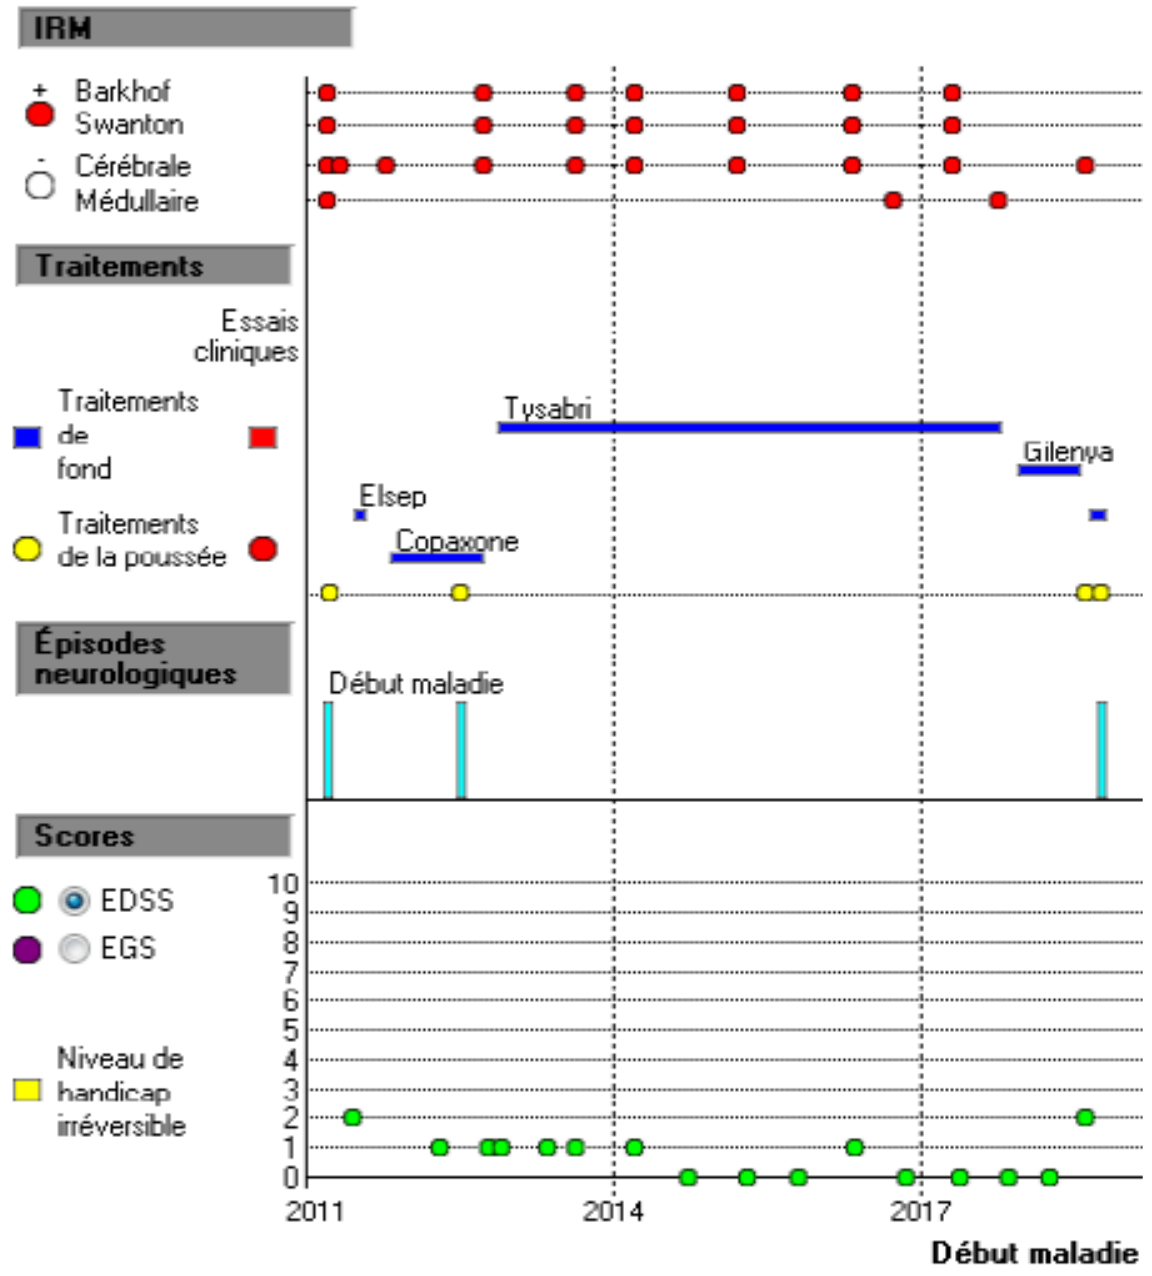 IRM
+ Barkhof
Swanton
- Cérébrale
Médullaire
Traitements
Essais
cliniques
Traitements
de
fond
Tysabri
Gilenya
Elsep
Traitements
de la poussée
Copaxone
Épisodes
neurologiques
Début maladie
Scores
EDSS
EGS
10
9
8
7
6
5
4
3
2
1
0
Niveau de
handicap
irréversible
2011 2014 2017
Début maladie